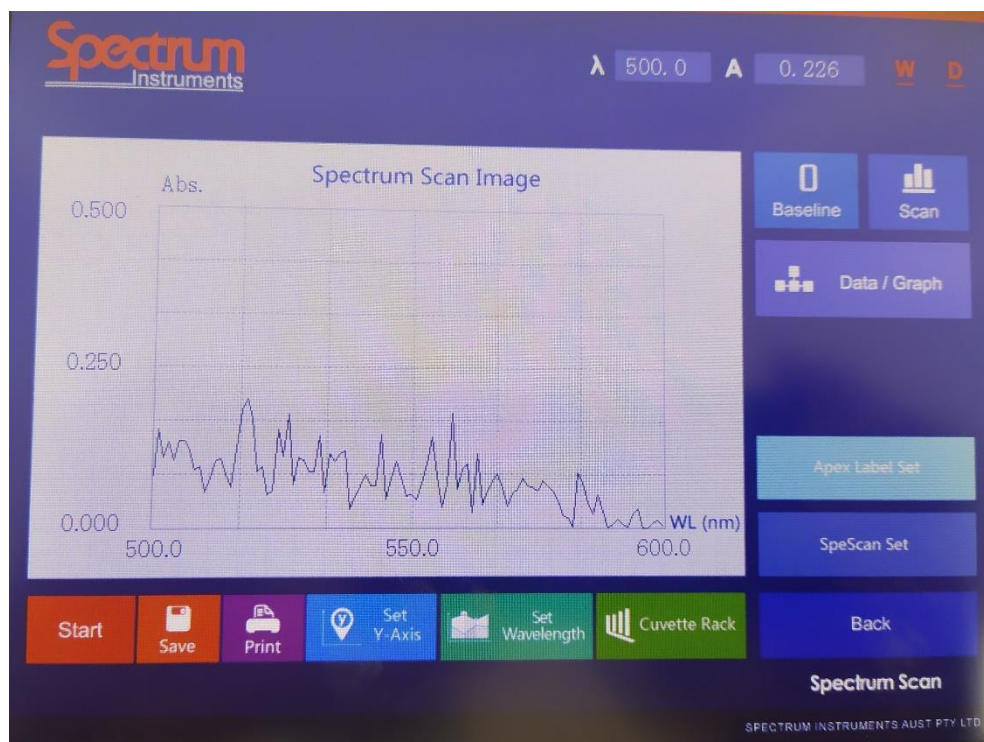 Spectrum
Instruments
λ 500.0 A 0.226 W D
Spectrum Scan Image
Abs.
0.500
0.250
0.000
500.0 550.0 600.0
WL (nm)
Baseline
Scan
Data / Graph
Apex Label Set
SpeScan Set
Start
Save
Print
Set
Y-Axis
Set
Wavelength
Cuvette Rack
Back
Spectrum Scan
SPECTRUM INSTRUMENTS AUST PTY LTD